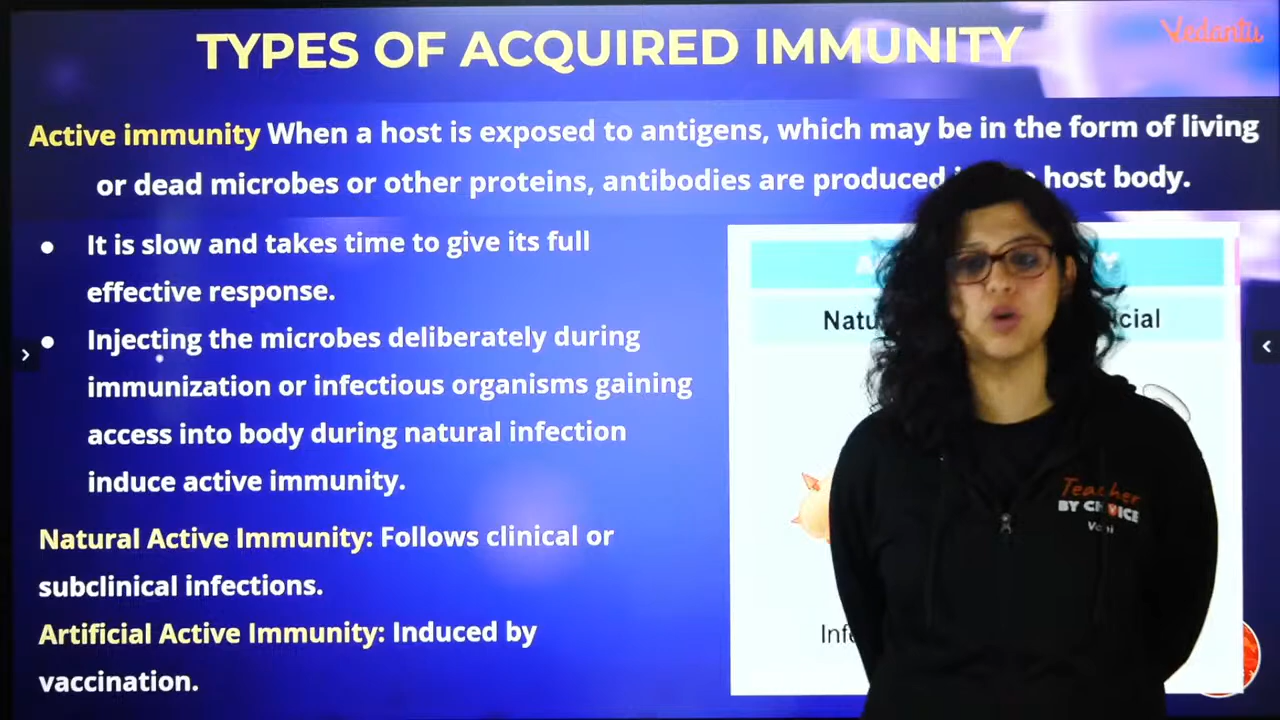 TYPES OF ACQUIRED IMMUNITY
Vedantu
Active immunity When a host is exposed to antigens, which may be in the form of living
or dead microbes or other proteins, antibodies are produced host body.
• It is slow and takes time to give its full
effective response.
• Injecting the microbes deliberately during
immunization or infectious organisms gaining
access into body during natural infection
induce active immunity.
Natural Active Immunity: Follows clinical or
subclinical infections.
Artificial Active Immunity: Induced by
vaccination.
Teacher
BY CHOICE